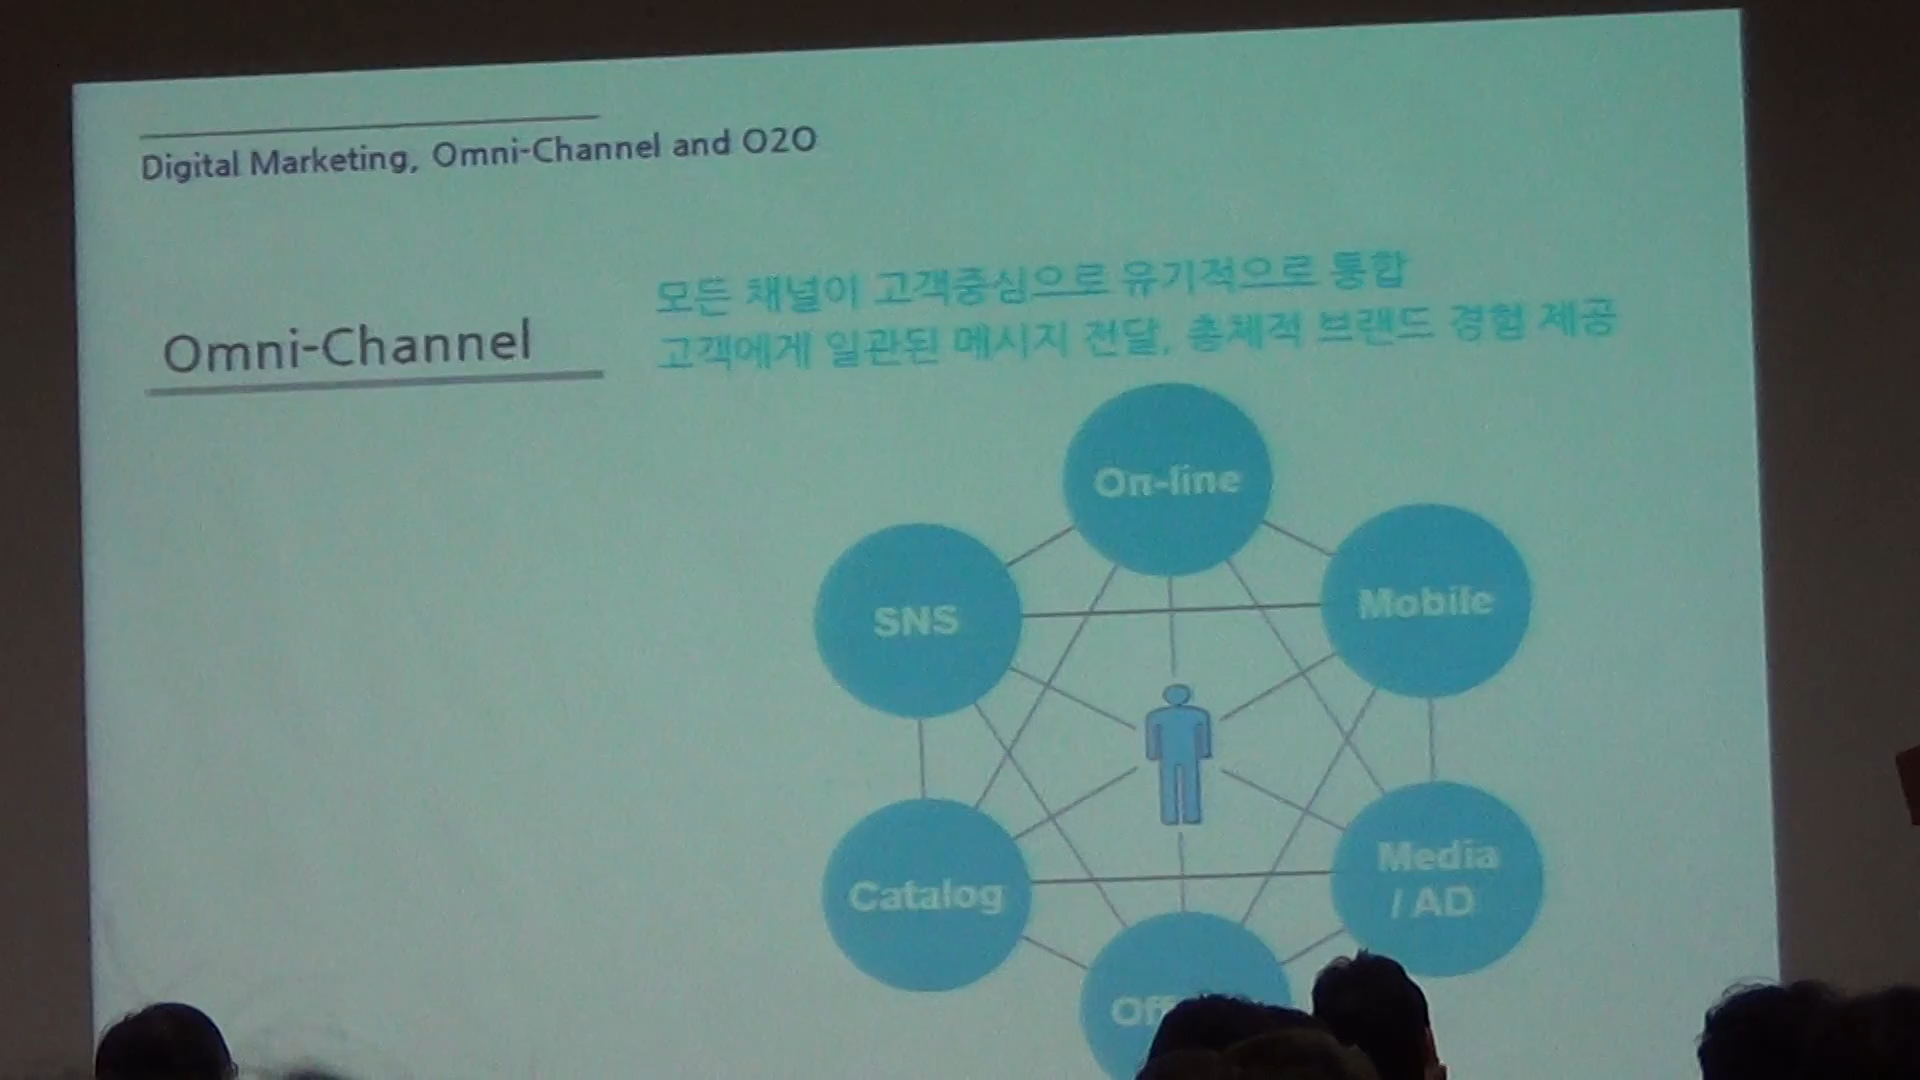 Digital Marketing, Omni-Channel and O2O
모든 채널이 고객중심으로 유기적으로 통합
고객에게 일관된 메시지 전달, 총체적 브랜드 경험 제공
Omni-Channel
On-line
SNS
Mobile
Catalog
Media
/ AD